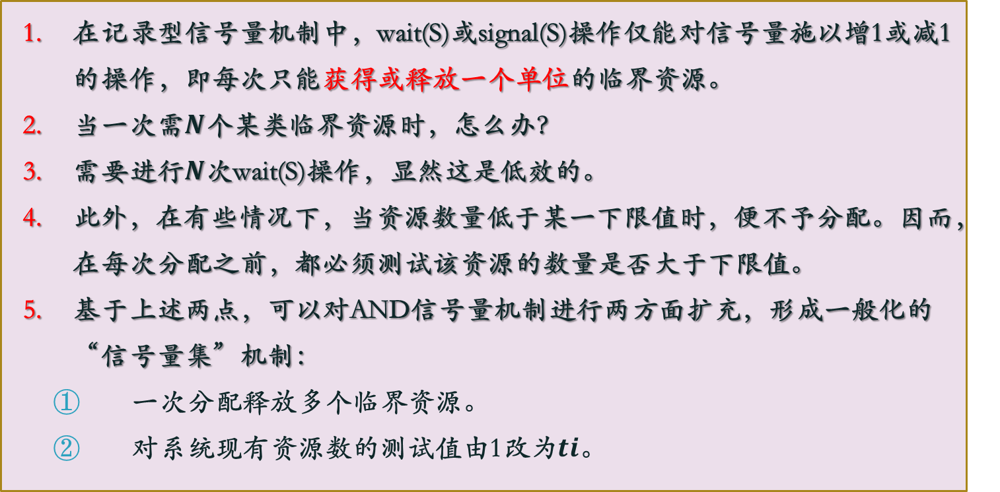 1. 在记录型信号量机制中，wait(S)或signal(S)操作仅能对信号量施以增1或减1
的操作，即每次只能获得或释放一个单位的临界资源。
2. 当一次需N个某类临界资源时，怎么办？
3. 需要进行N次wait(S)操作，显然这是低效的。
4. 此外，在有些情况下，当资源数量低于某一下限值时，便不予分配。因而，
在每次分配之前，都必须测试该资源的数量是否大于下限值。
5. 基于上述两点，可以对AND信号量机制进行两方面扩充，形成一般化的
“信号量集”机制：
① 一次分配释放多个临界资源。
② 对系统现有资源数的测试值由1改为ti。